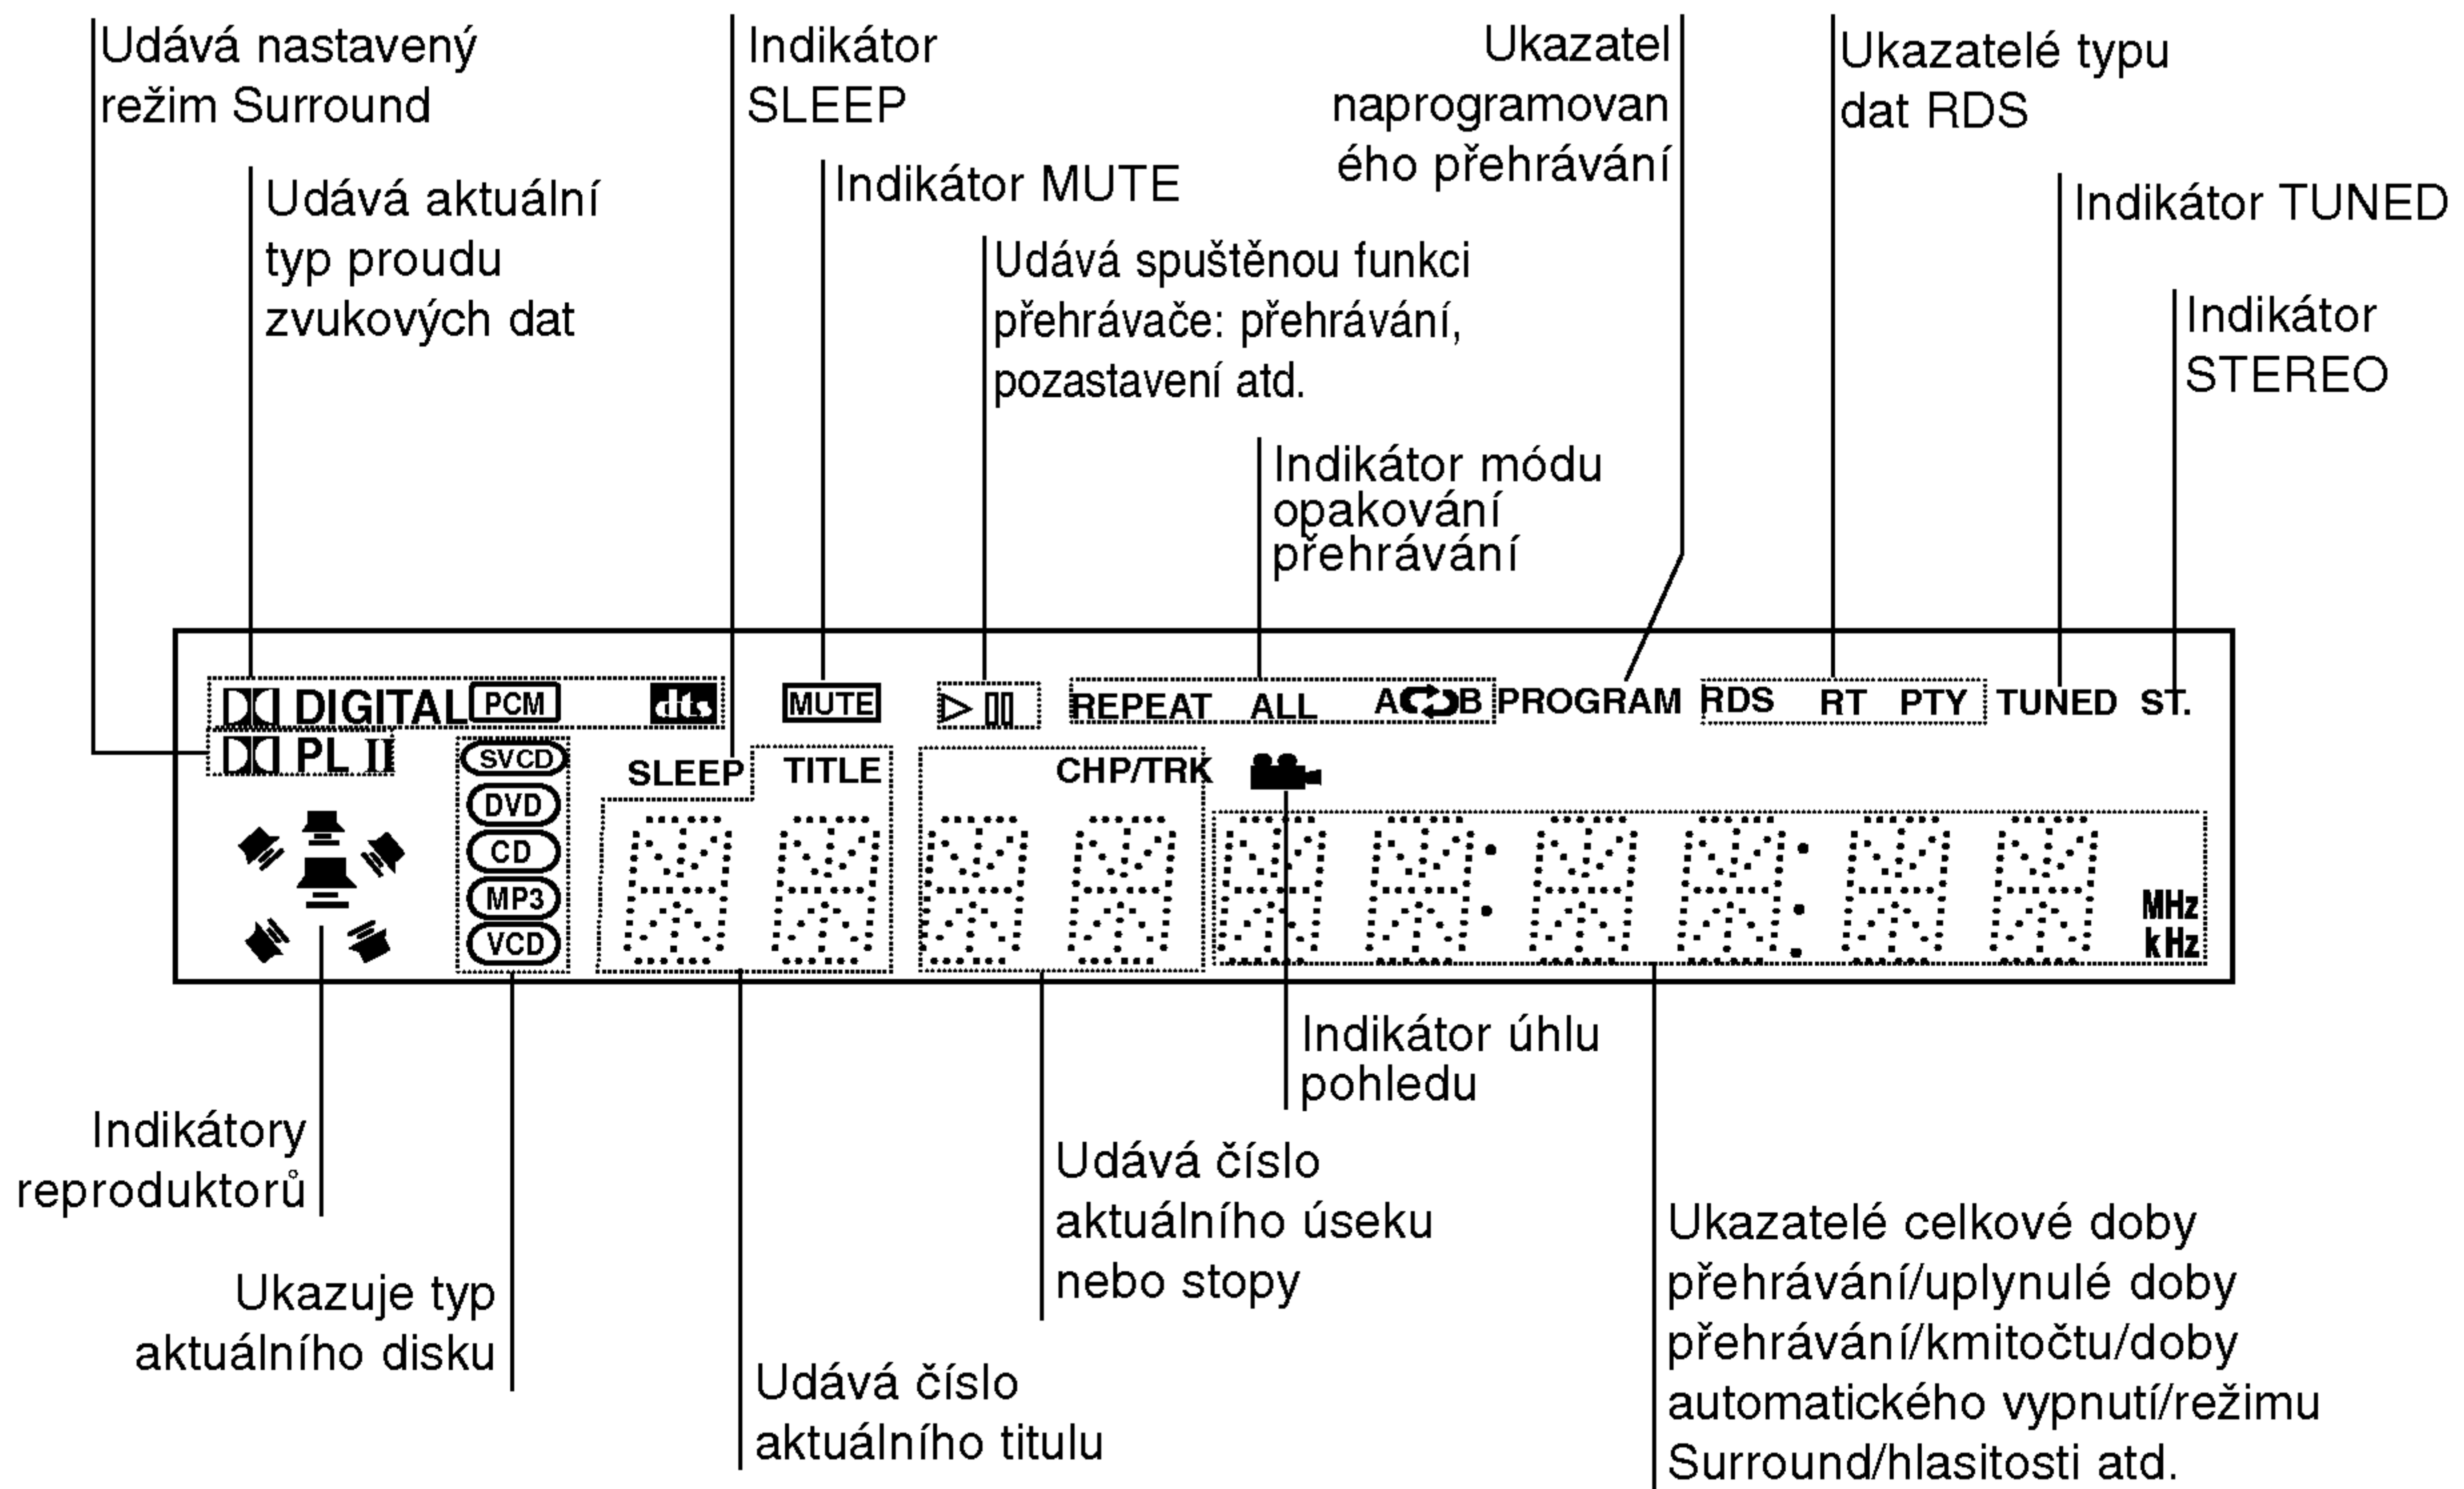 Udává nastavený
režim Surround
Udává aktuální
typ proudu
zvukových dat
Indikátor
SLEEP
Indikátor MUTE
Udává spuštěnou funkci
přehrávače: přehrávání,
pozastavení atd.
Indikátor módu
opakování
přehrávání
Ukazatel
naprogramovan
ého přehrávání
Ukazatelé typu
dat RDS
Indikátor TUNED
Indikátor
STEREO
DIGITAL PCM dts MUTE REPEAT ALL A B PROGRAM RDS RT PTY TUNED ST.
PL II
SVCD
DVD
CD
MP3
VCD
SLEEP TITLE CHP/TRK
MHz
kHz
Indikátory
reproduktorů
Ukazuje typ
aktuálního disku
Udává číslo
aktuálního titulu
Udává číslo
aktuálního úseku
nebo stopy
Indikátor úhlu
pohledu
Ukazatelé celkové doby
přehrávání/uplynulé doby
přehrávání/kmitočtu/doby
automatického vypnutí/režimu
Surround/hlasitosti atd.